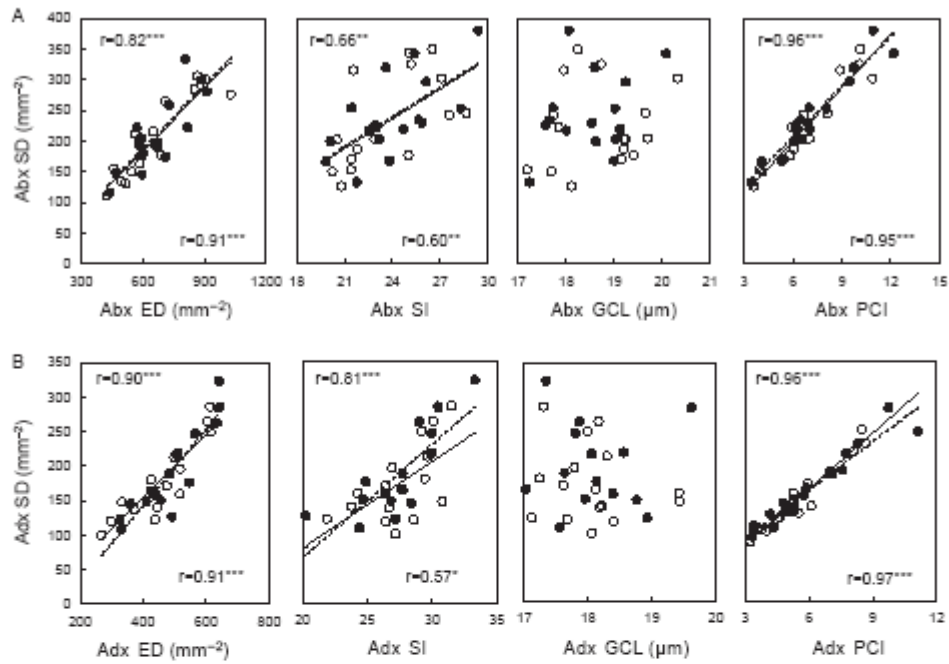 A
Abx SD (mm⁻²)
400
350
300
250
200
150
100
50
0
r=0.82***
r=0.91***
300 600 900 1200
Abx ED (mm⁻²)
r=0.66**
r=0.60**
18 21 24 27 30
Abx SI
17 18 19 20 21
Abx GCL (µm)
r=0.96***
r=0.95***
3 6 9 12 15
Abx PCI
B
Adx SD (mm⁻²)
350
300
250
200
150
100
50
0
r=0.90***
r=0.91***
200 400 600 800
Adx ED (mm⁻²)
r=0.81***
r=0.57*
20 25 30 35
Adx SI
17 18 19 20
Adx GCL (µm)
r=0.96***
r=0.97***
3 6 9 12
Adx PCI